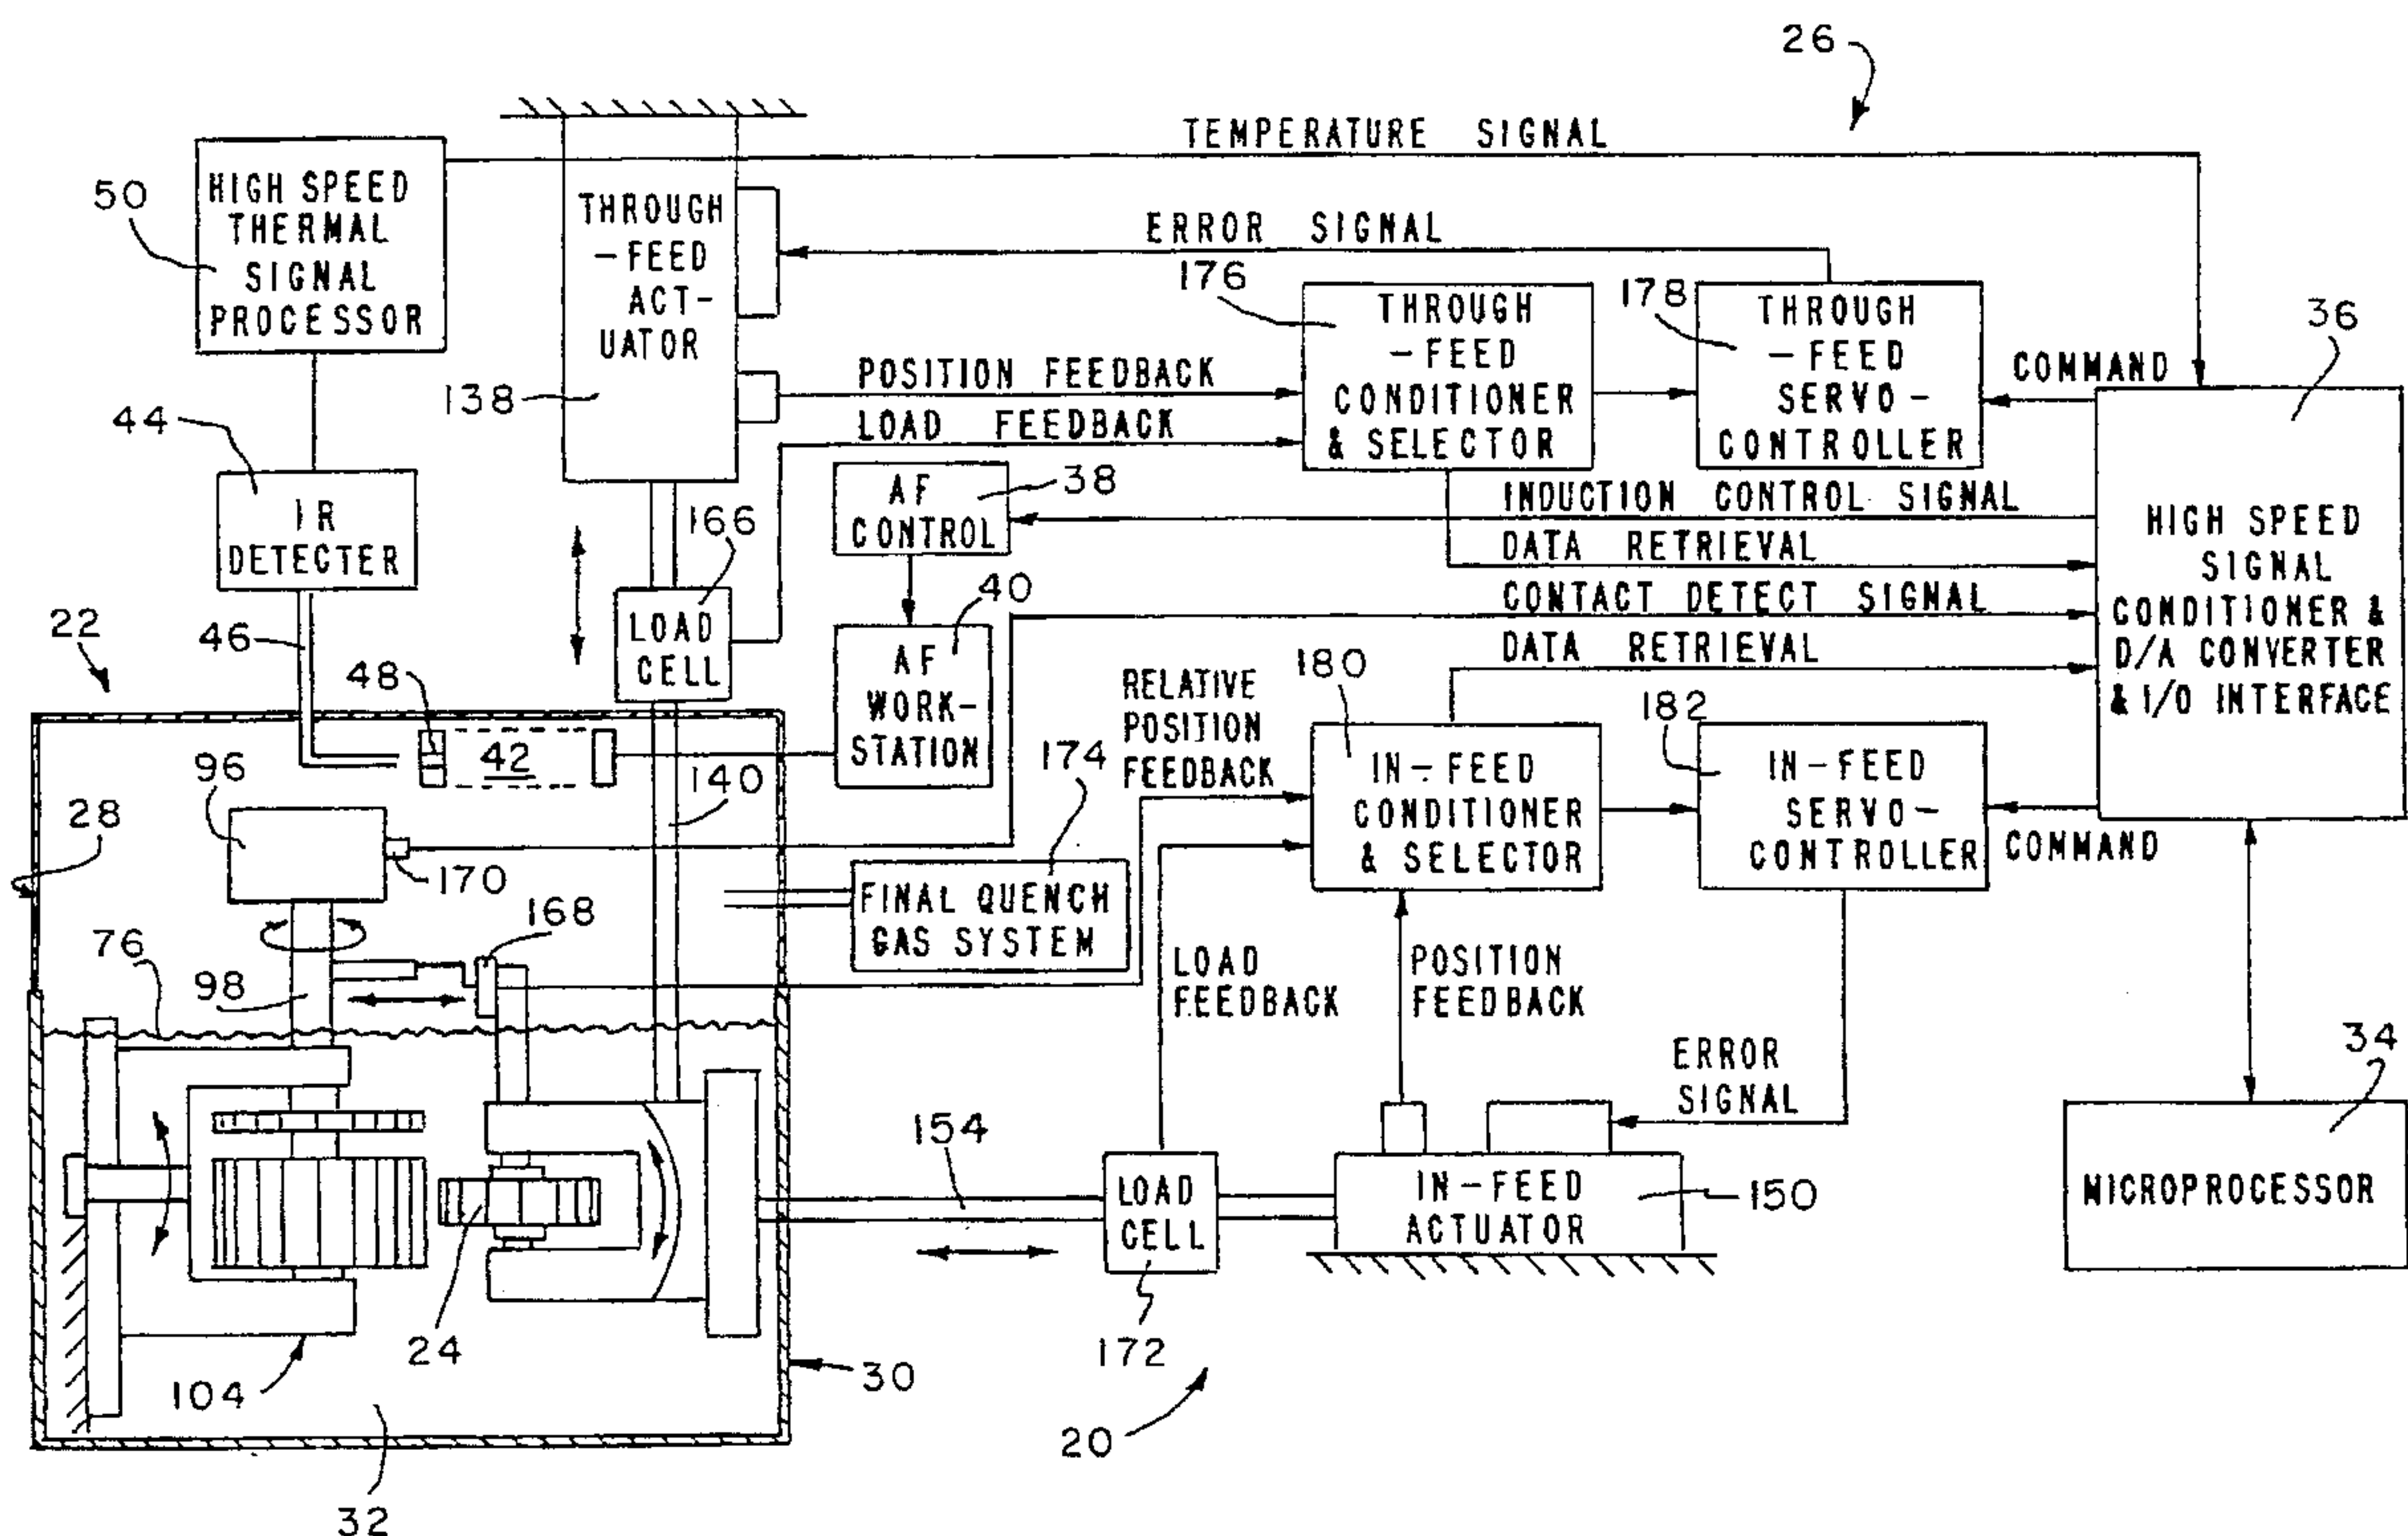 26
TEMPERATURE SIGNAL
50
HIGH SPEED
THERMAL
SIGNAL
PROCESSOR
THROUGH
-FEED
ACT-
UATOR
138
ERROR SIGNAL
176
THROUGH
-FEED
CONDITIONER
& SELECTOR
178
THROUGH
-FEED
SERVO-
CONTROLLER
COMMAND
36
POSITION FEEDBACK
LOAD FEEDBACK
44
IR
DETECTER
AF
CONTROL
38
INDUCTION CONTROL SIGNAL
DATA RETRIEVAL
CONTACT DETECT SIGNAL
DATA RETRIEVAL
HIGH SPEED
SIGNAL
CONDITIONER &
D/A CONVERTER
& I/O INTERFACE
166
LOAD
CELL
40
AF
WORK-
STATION
22
46
48
42
140
RELATIVE
POSITION
FEEDBACK
180
IN-FEED
CONDITIONER
& SELECTOR
182
IN-FEED
SERVO-
CONTROLLER
COMMAND
96
28
170
174
FINAL QUENCH
GAS SYSTEM
168
76
98
LOAD
FEEDBACK
POSITION
FEEDBACK
ERROR
SIGNAL
34
MICROPROCESSOR
154
LOAD
CELL
IN-FEED
ACTUATOR
150
24
172
104
30
20
32